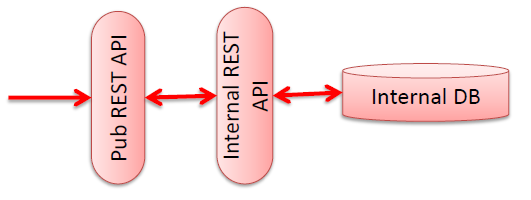 Pub REST API
Internal REST
API
Internal DB